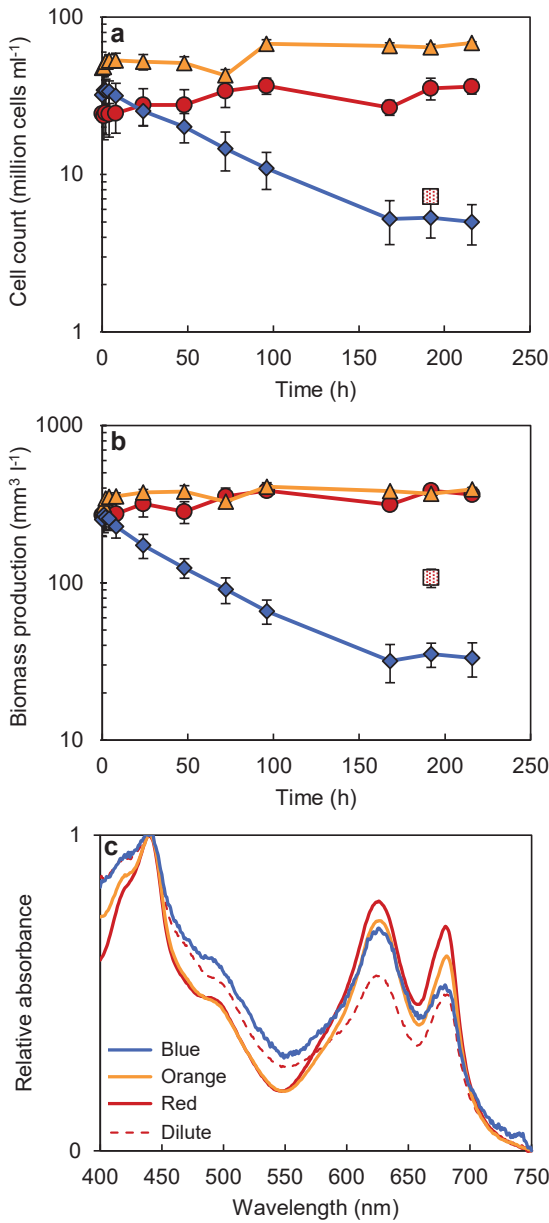 a
100
10
1
0
50
100
150
200
250
Cell count (million cells ml⁻¹)
Time (h)
b
1000
100
10
0
50
100
150
200
250
Biomass production (mm³ l⁻¹)
Time (h)
c
1
0
400
450
500
550
600
650
700
750
Relative absorbance
Blue
Orange
Red
Dilute
Wavelength (nm)